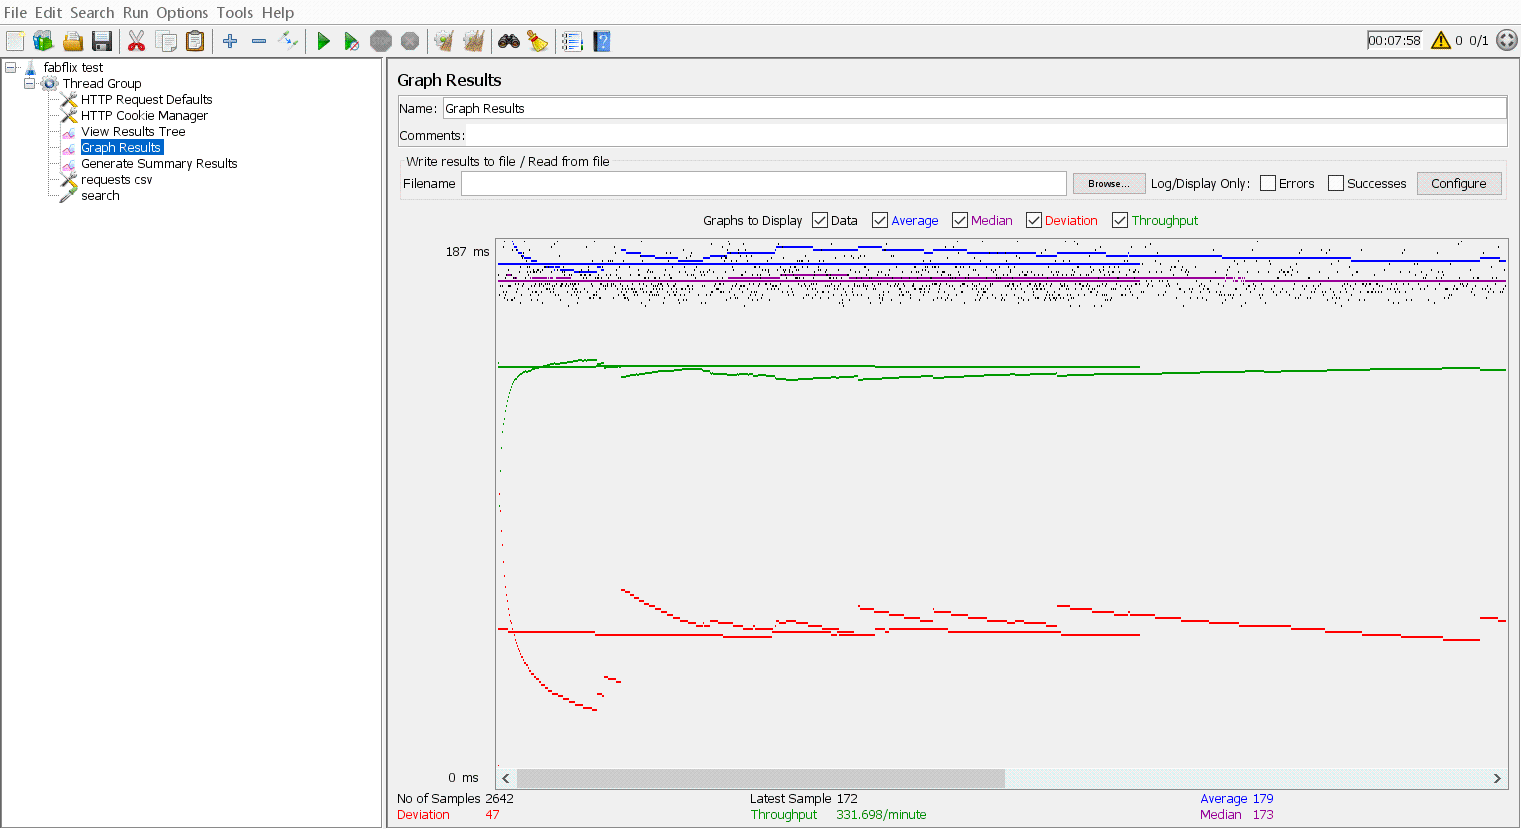 File Edit Search Run Options Tools Help
00:07:58 0 0/1
fabflix test
Thread Group
HTTP Request Defaults
HTTP Cookie Manager
View Results Tree
Graph Results
Generate Summary Results
requests csv
search
Graph Results
Name: Graph Results
Comments:
Write results to file / Read from file
Filename Browse... Log/Display Only: Errors Successes Configure
Graphs to Display Data Average Median Deviation Throughput
187 ms
0 ms
No of Samples 2642 Latest Sample 172 Average 179
Deviation 47 Throughput 331.698/minute Median 173